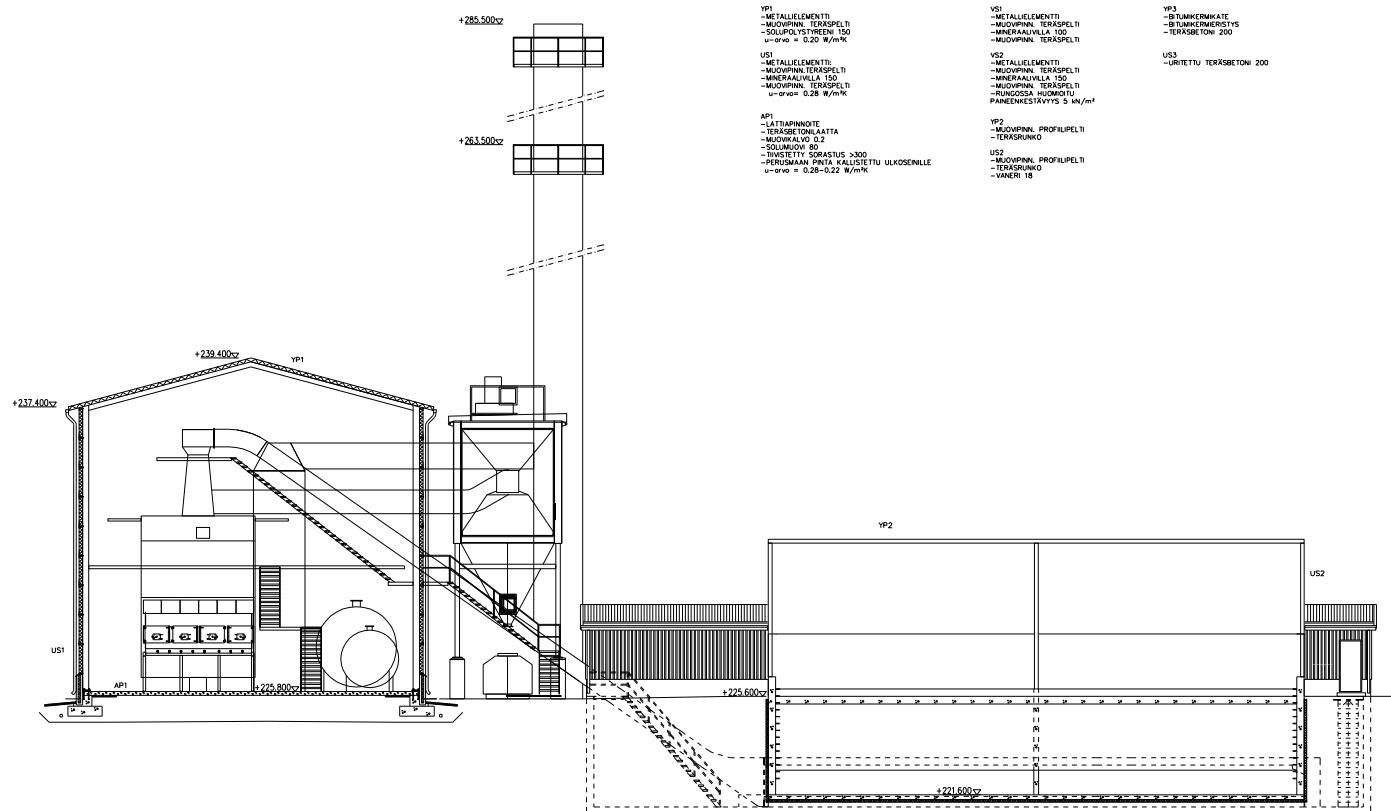 YP1
-METALLIELEMENTTI
-MUOVIPINN. TERÄSPELTI
-SOLUPOLYSTYREENI 150
u-arvo = 0.20 W/m²K
US1
-METALLIELEMENTTI:
-MUOVIPINN.TERÄSPELTI
-MINERAALIVILLA 150
-MUOVIPINN. TERÄSPELTI
u-arvo= 0.28 W/m²K
AP1
-LATTIAPINNOITE
-TERÄSBETONILAATTA
-MUOVIKALVO 0.2
-SOLUMUOVI 80
-TIIVISTETTY SORASTUS >300
-PERUSMAAN PINTA KALLISTETTU ULKOSEINILLE
u-arvo = 0.28-0.22 W/m²K
VS1
-METALLIELEMENTTI
-MUOVIPINN. TERÄSPELTI
-MINERAALIVILLA 100
-MUOVIPINN. TERÄSPELTI
VS2
-METALLIELEMENTTI
-MUOVIPINN. TERÄSPELTI
-MINERAALIVILLA 150
-MUOVIPINN. TERÄSPELTI
-RUNGOSSA HUOMIOITU
PAINEENKESTÄVYYS 5 kN/m²
YP2
-MUOVIPINN. PROFIILIPELTI
-TERÄSRUNKO
US2
-MUOVIPINN. PROFIILIPELTI
-TERÄSRUNKO
-VANERI 18
YP3
-BITUMIKERMIKATE
-BITUMIKERMIERISTYS
-TERÄSBETONI 200
US3
-URITETTU TERÄSBETONI 200
+285.500
+263.500
+239.400
YP1
+237.400
YP2
US2
US1
AP1
+225.800
+225.600
+221.600